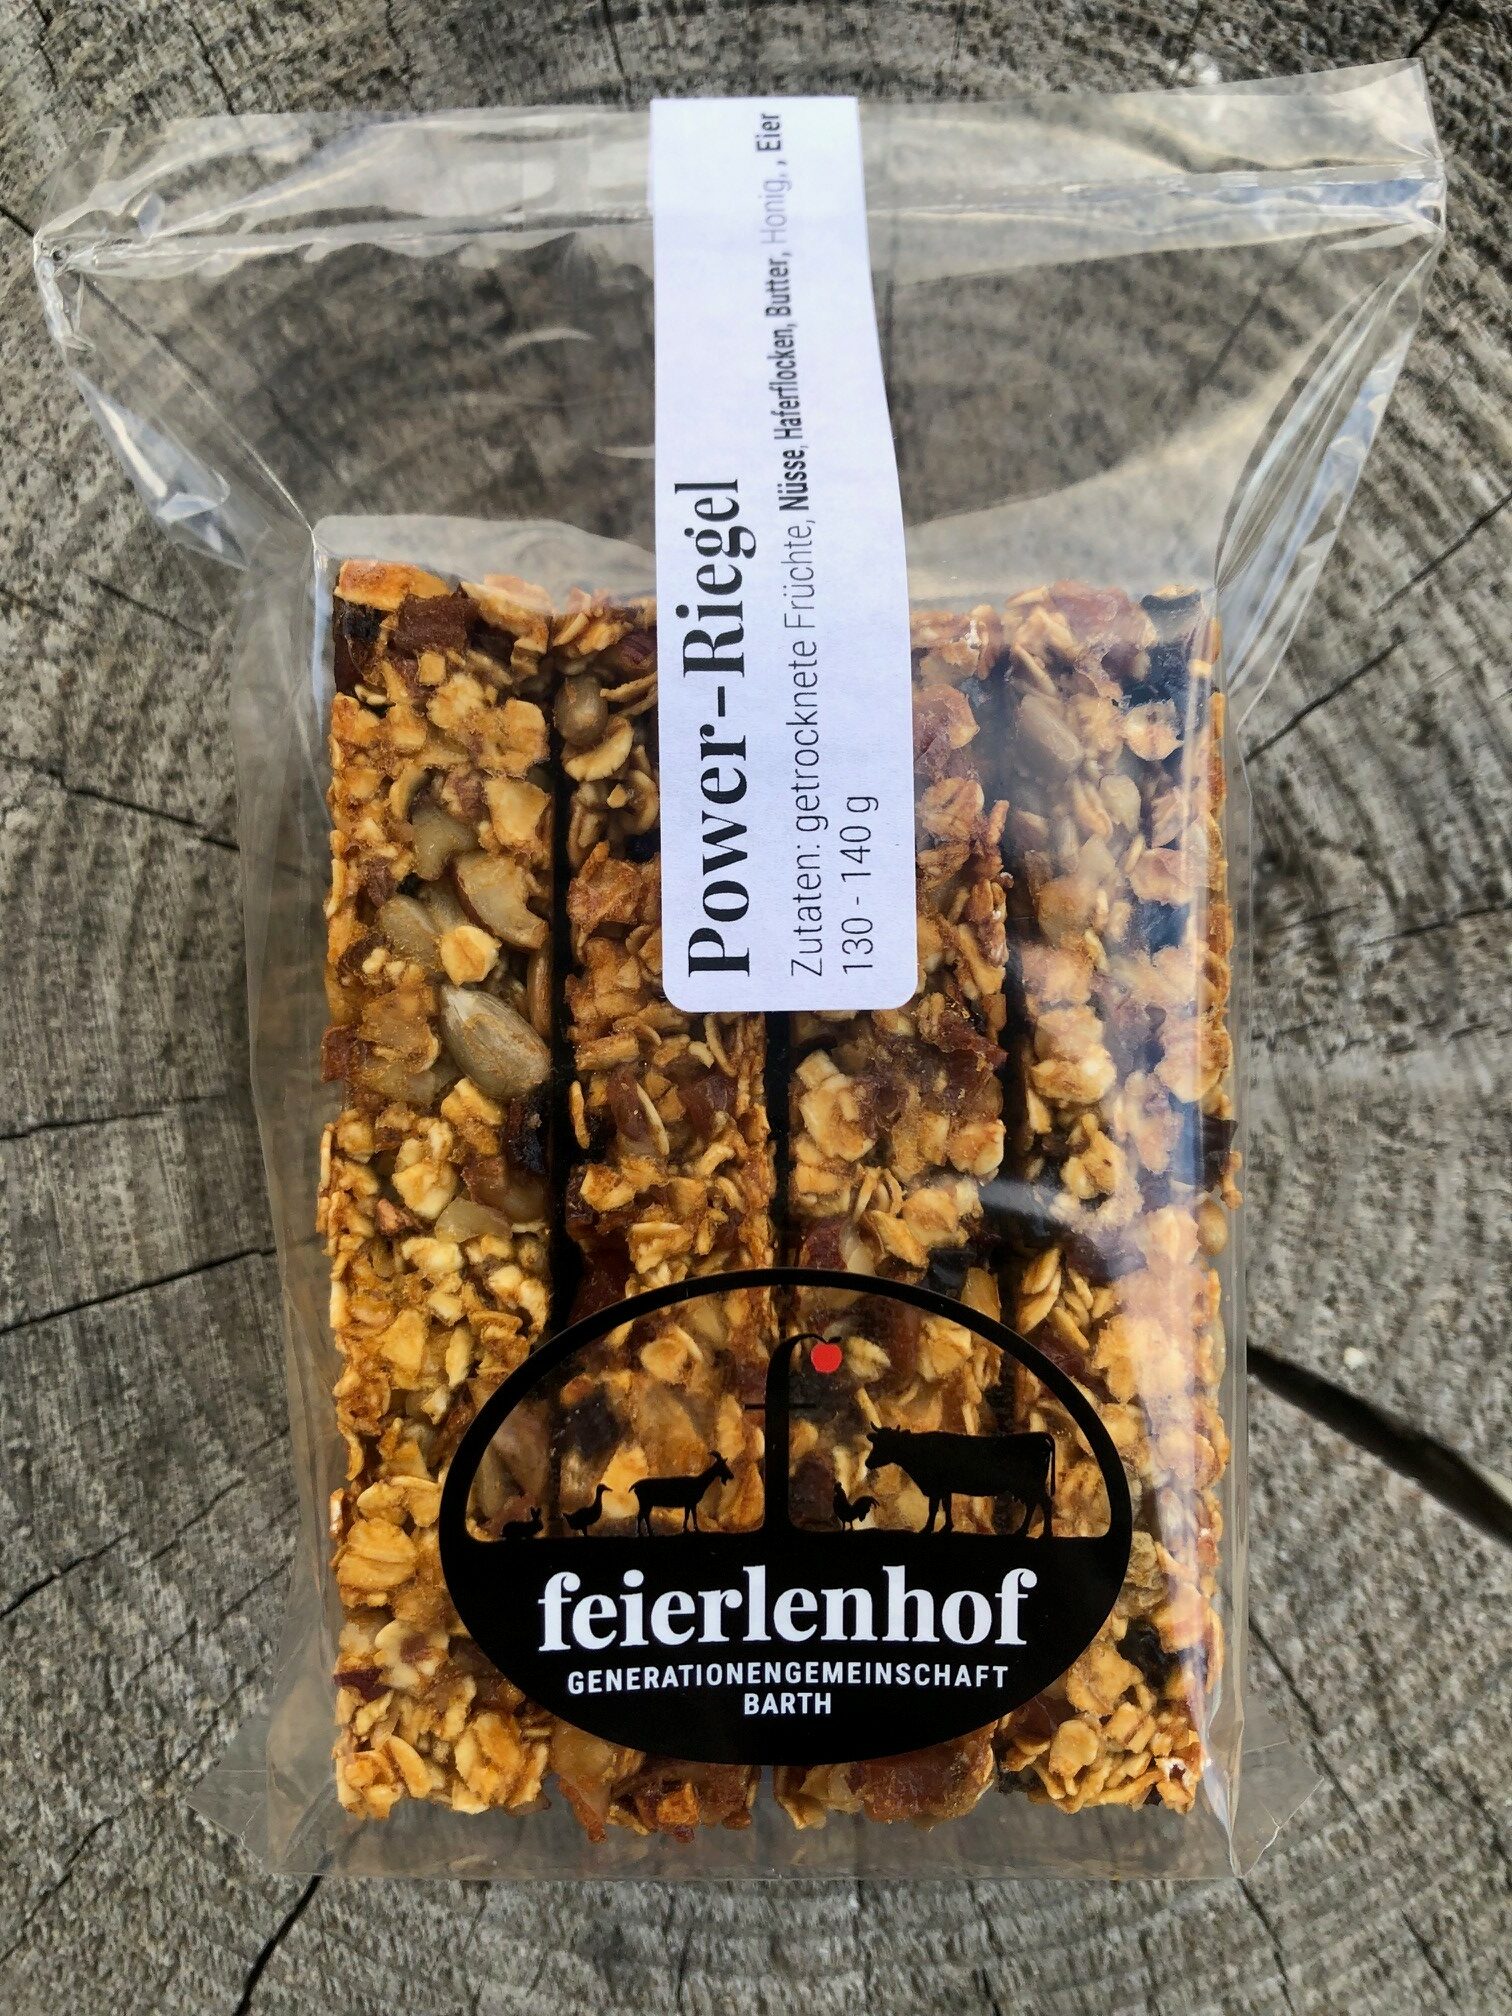 Power-Riegel
Zutaten: getrocknete Früchte, Nüsse, Haferflocken, Butter, Honig, , Eier
130 - 140 g
feierlenhof
GENERATIONENGEMEINSCHAFT
BARTH